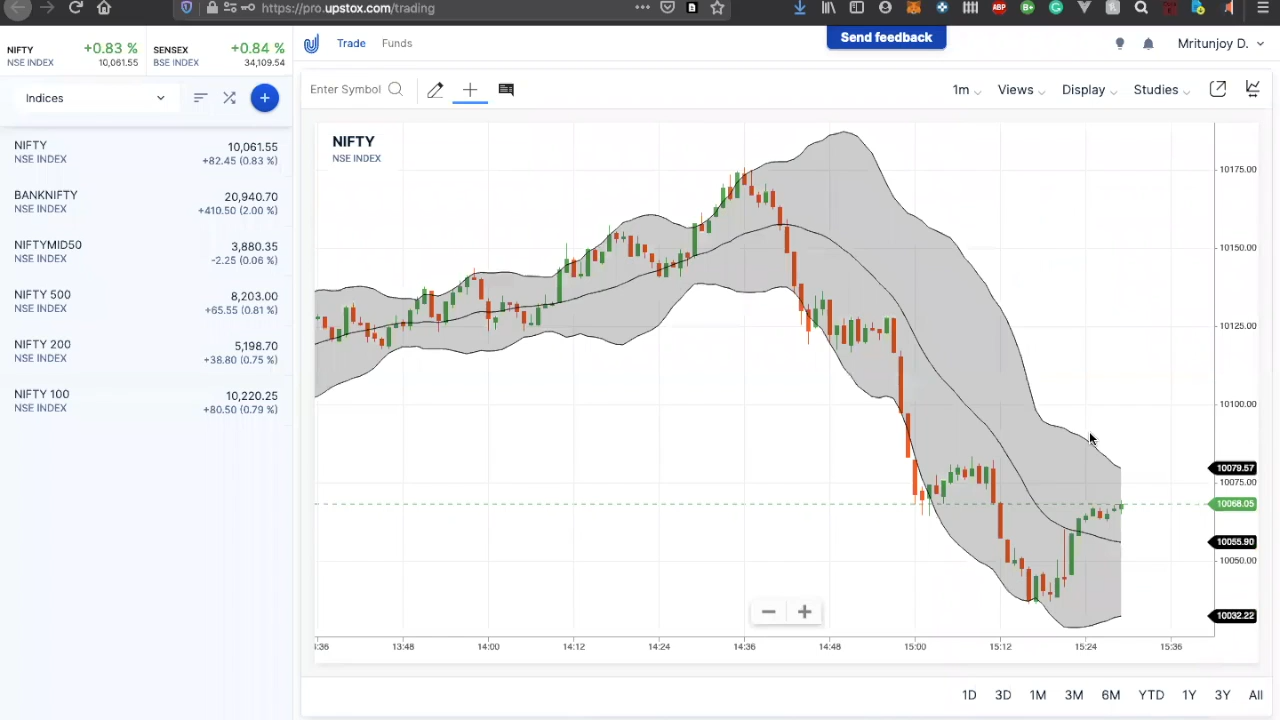 https://pro.upstox.com/trading
NIFTY +0.83 %
NSE INDEX 10,061.55
SENSEX +0.84 %
BSE INDEX 34,109.54
Trade
Funds
Send feedback
Mritunjoy D.
Indices
Enter Symbol
1m
Views
Display
Studies
NIFTY 10,061.55
NSE INDEX +82.45 (0.83 %)
BANKNIFTY 20,940.70
NSE INDEX +410.50 (2.00 %)
NIFTYMID50 3,880.35
NSE INDEX -2.25 (0.06 %)
NIFTY 500 8,203.00
NSE INDEX +65.55 (0.81 %)
NIFTY 200 5,198.70
NSE INDEX +38.80 (0.75 %)
NIFTY 100 10,220.25
NSE INDEX +80.50 (0.79 %)
NIFTY
NSE INDEX
10175.00
10150.00
10125.00
10100.00
10079.57
10075.00
10068.05
10055.90
10050.00
10032.22
:36 13:48 14:00 14:12 14:24 14:36 14:48 15:00 15:12 15:24 15:36
1D 3D 1M 3M 6M YTD 1Y 3Y All